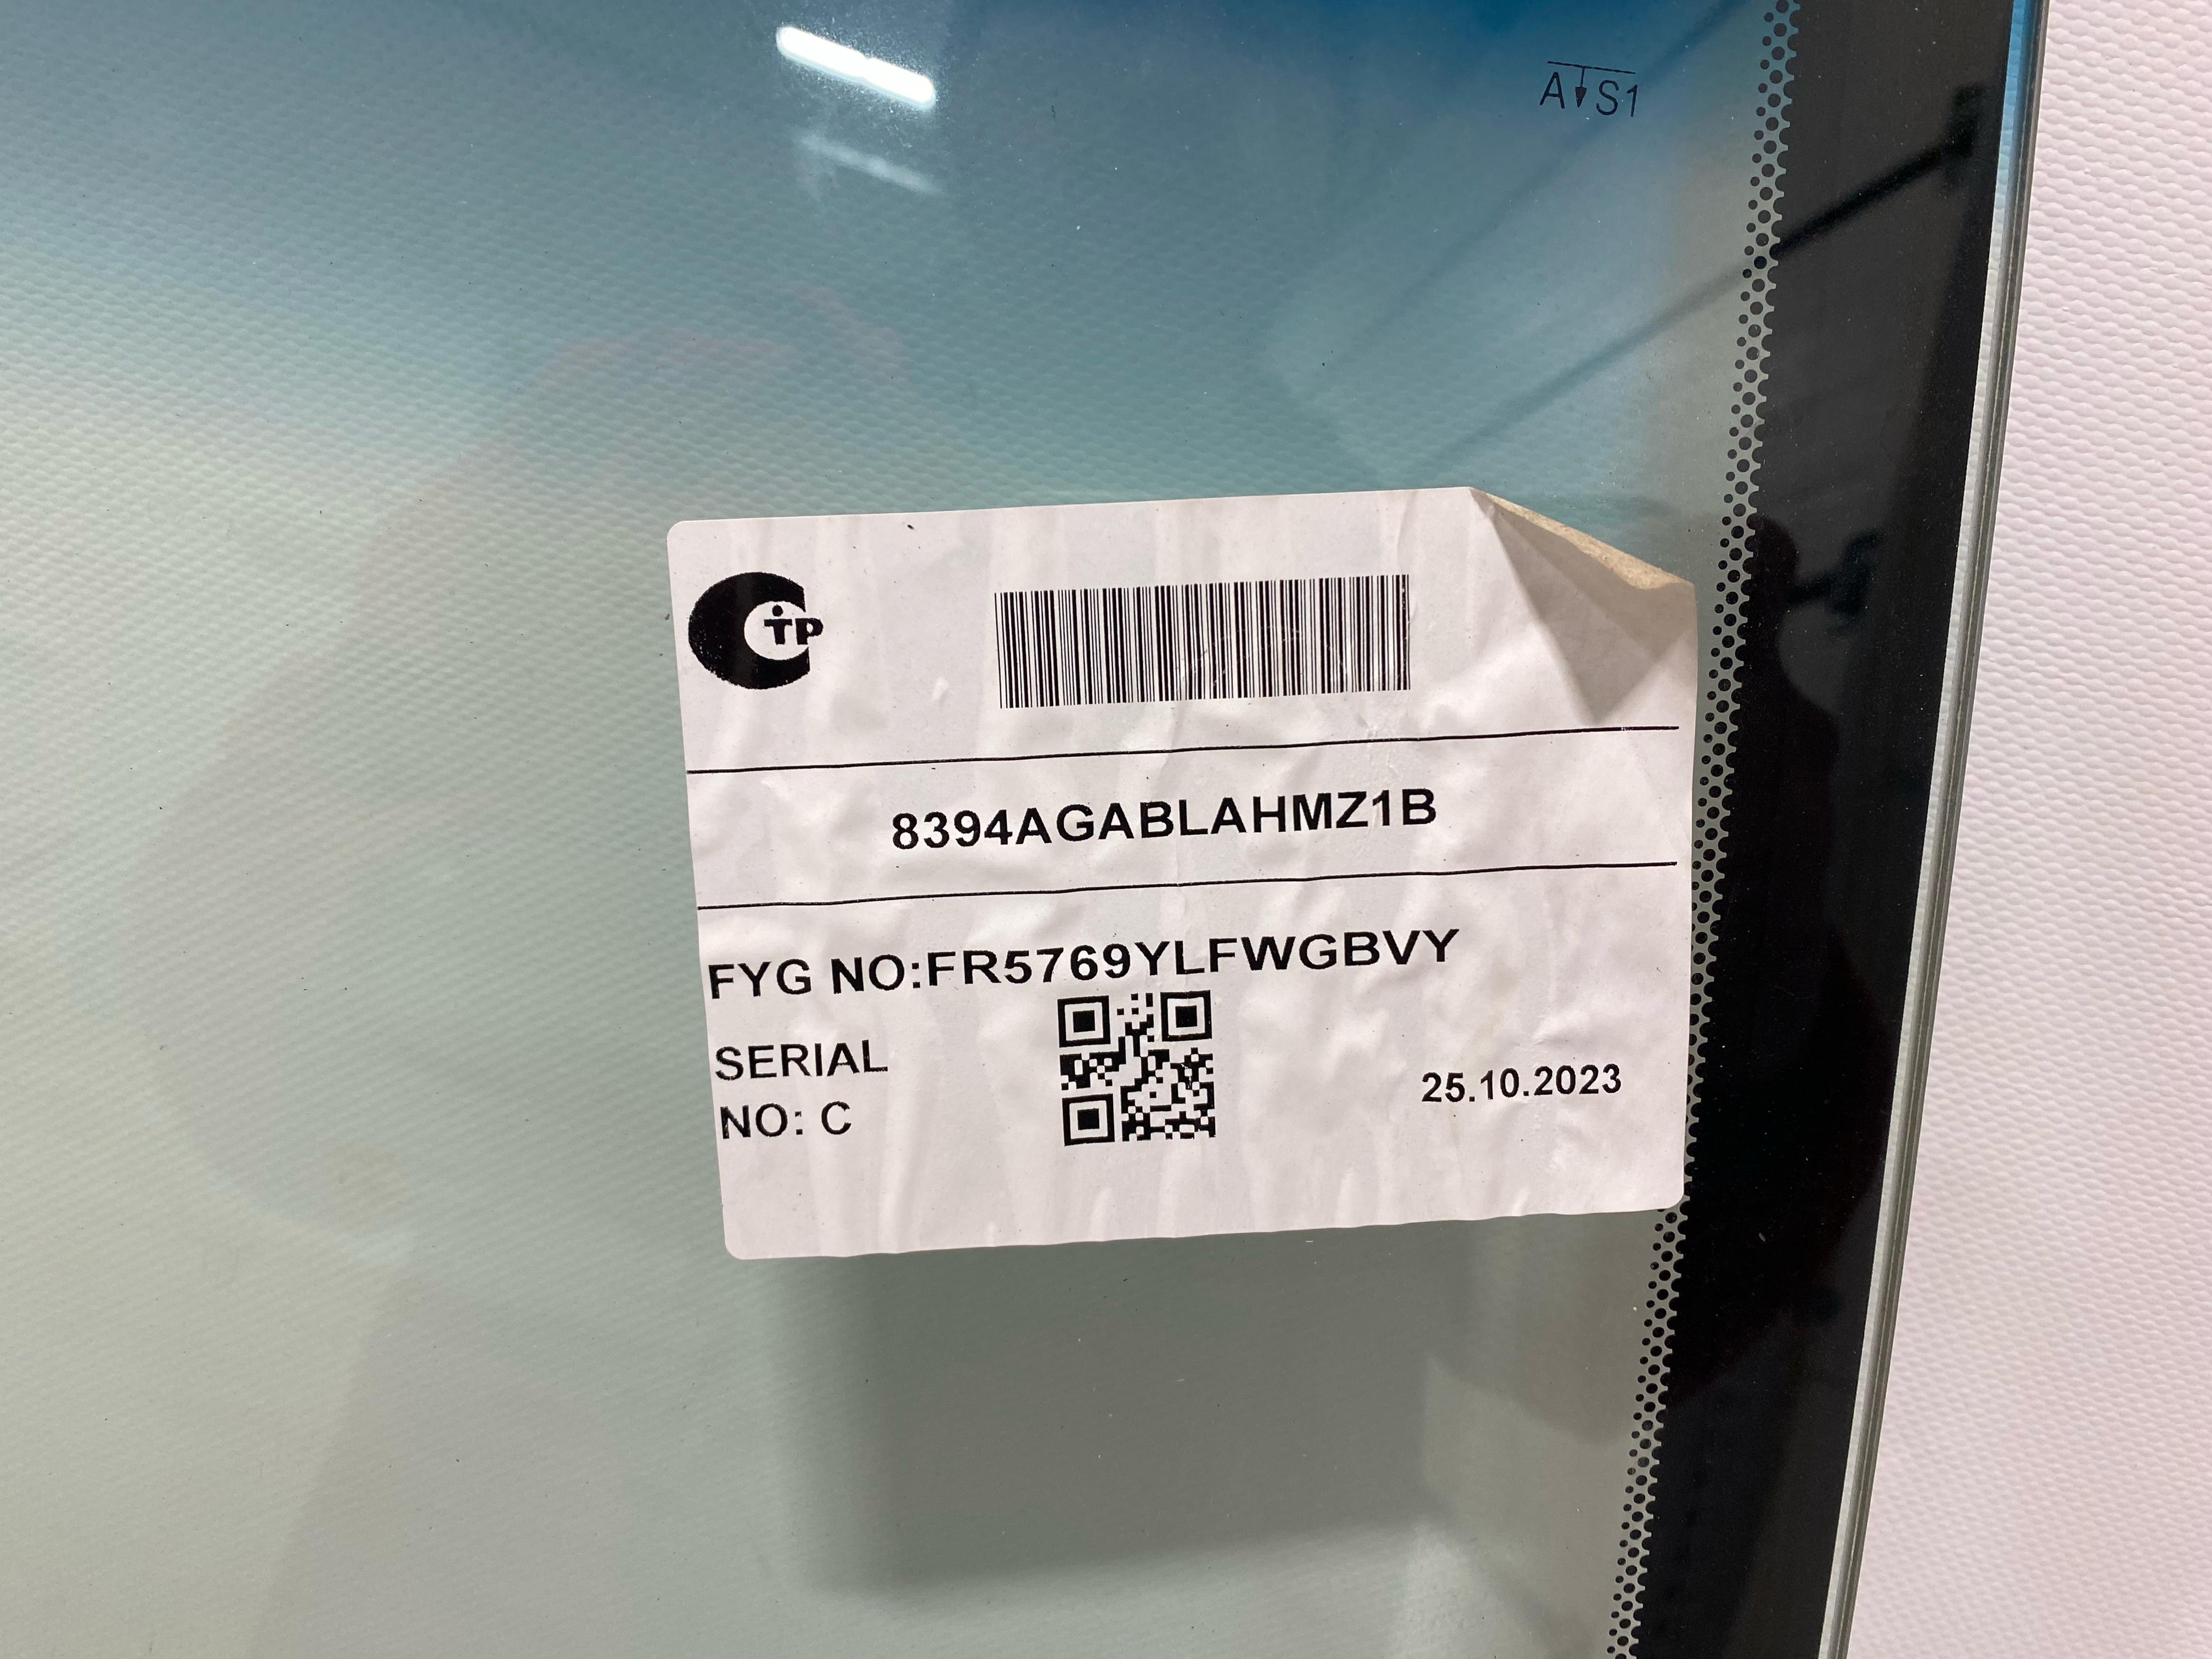 A S1
TP
8394AGABLAHMZ1B
FYG NO:FR5769YLFWGBVY
SERIAL
NO: C
25.10.2023